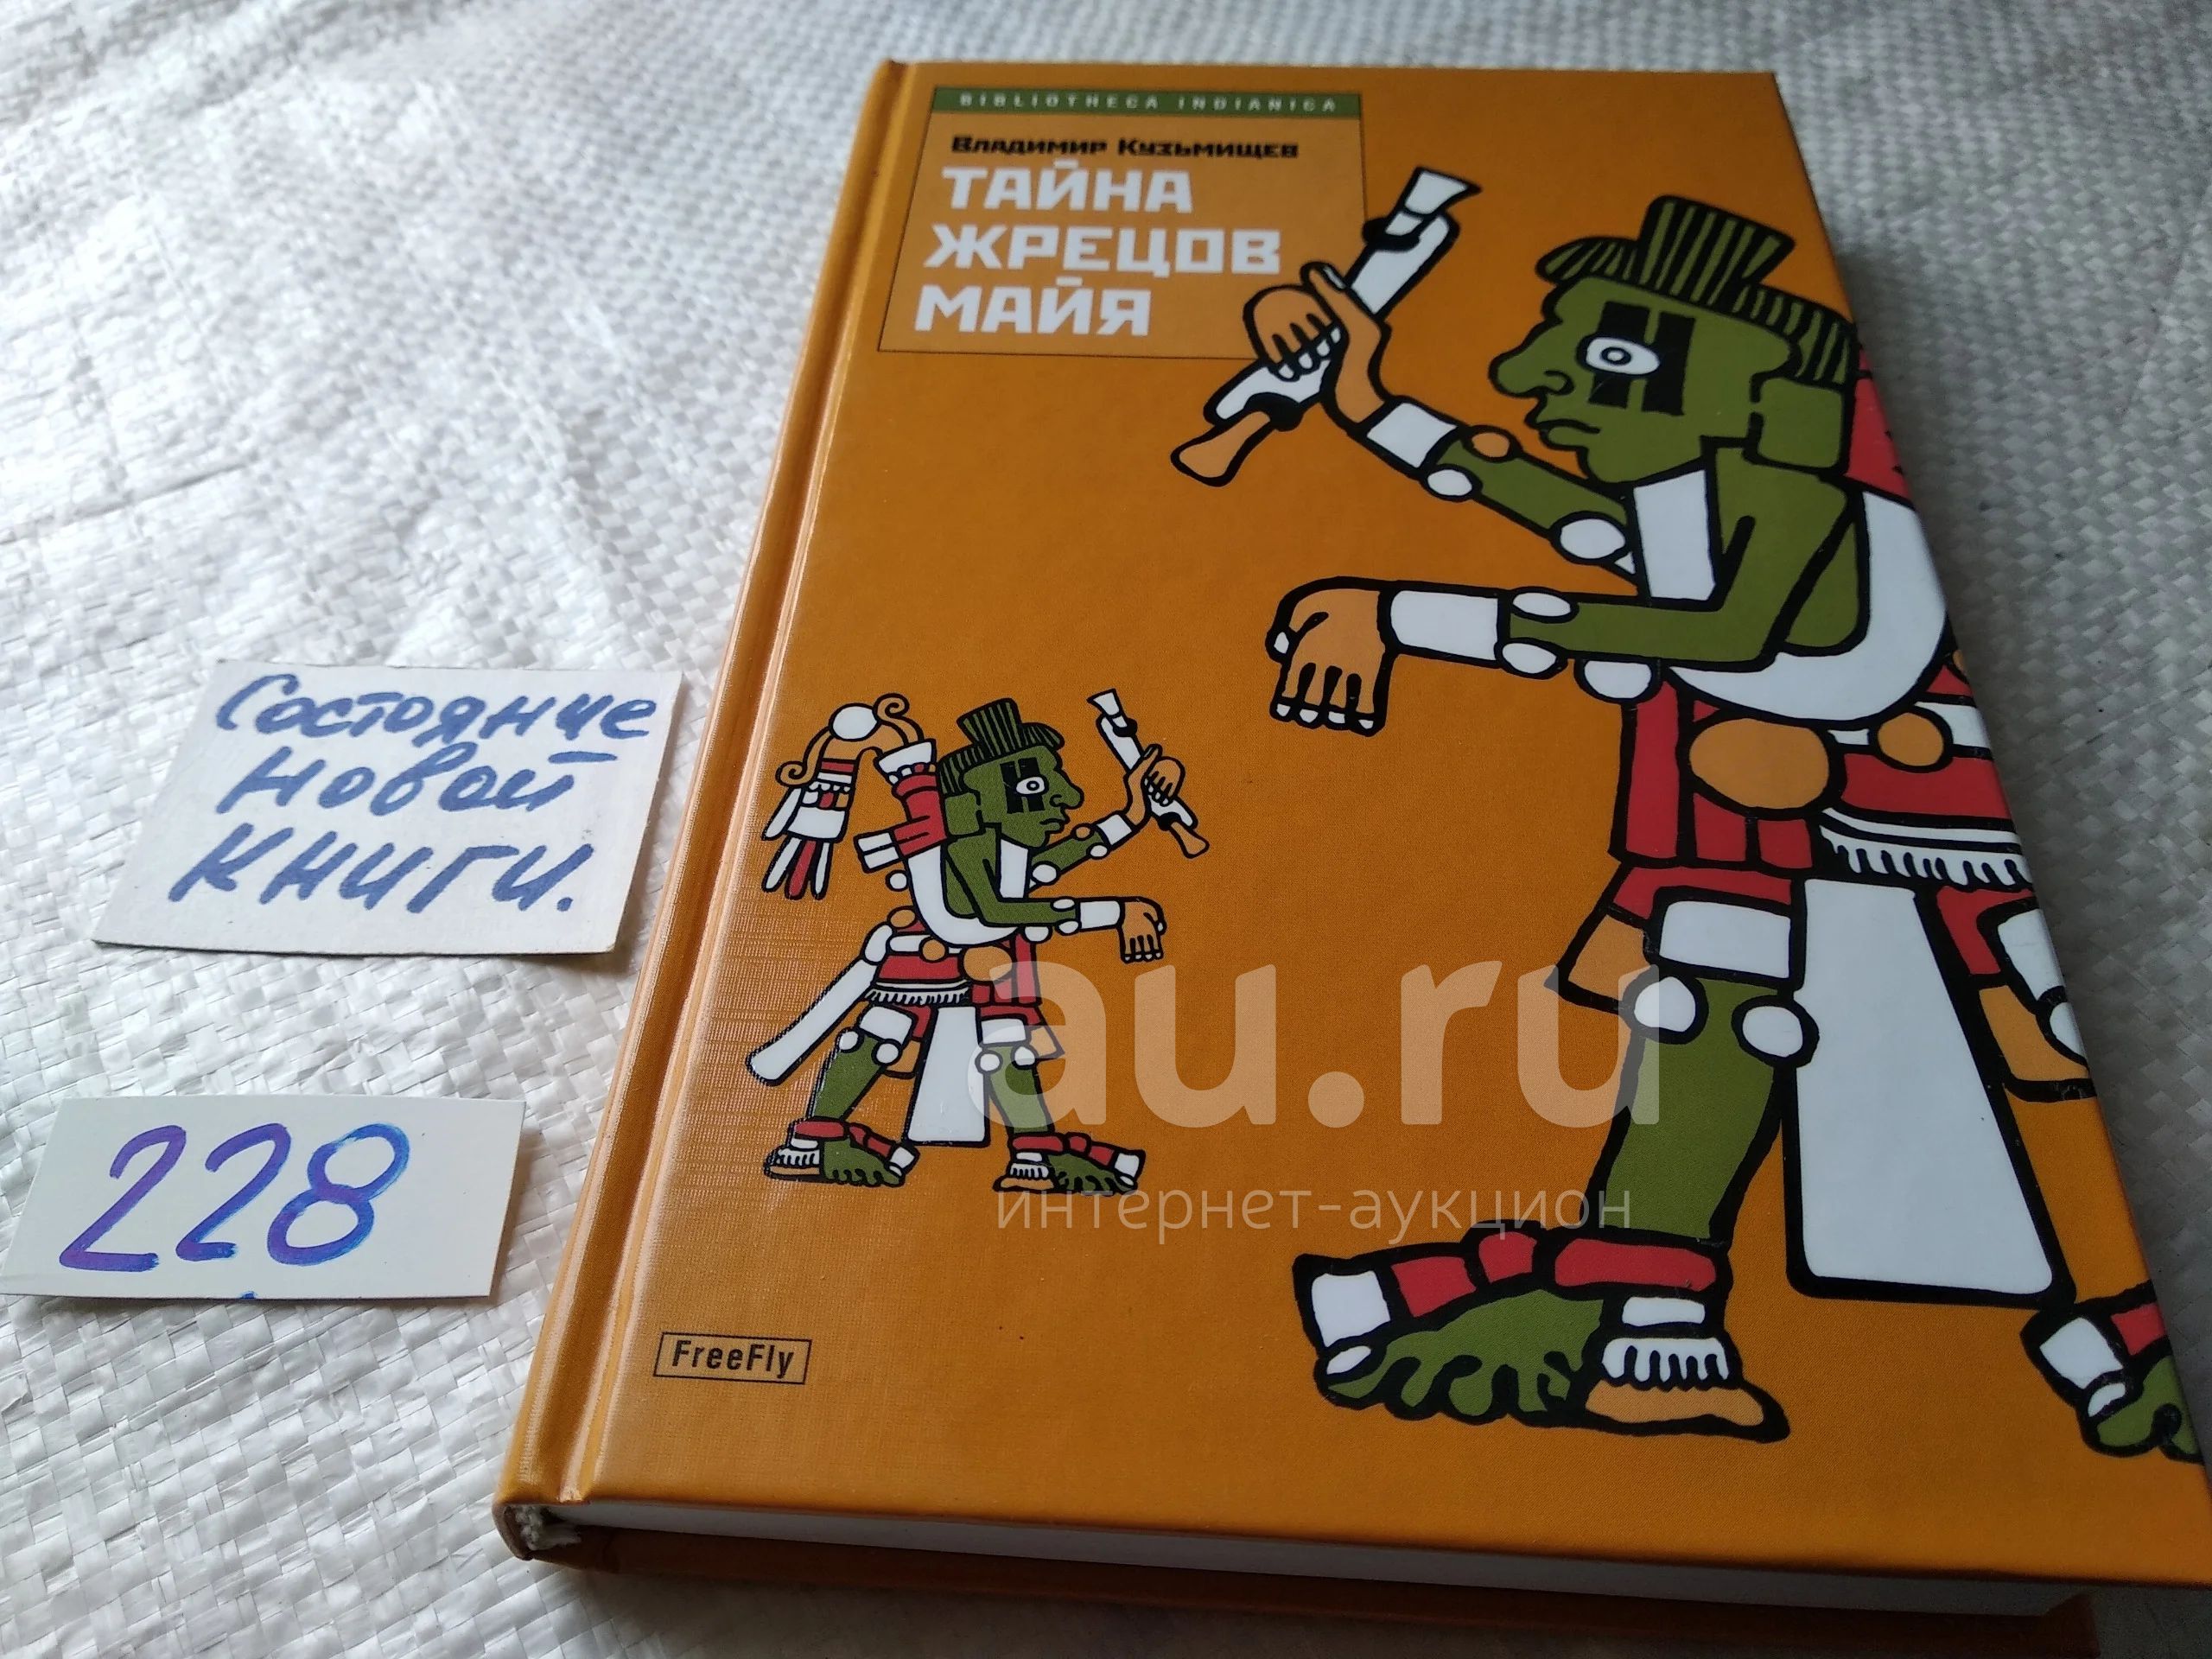 BIBLIOTHECA INDIANICA
Владимир Кузьмищев
ТАЙНА
ЖРЕЦОВ
МАЙЯ
Состояние
новой
книги.
228
au.ru
интернет-аукцион
FreeFly